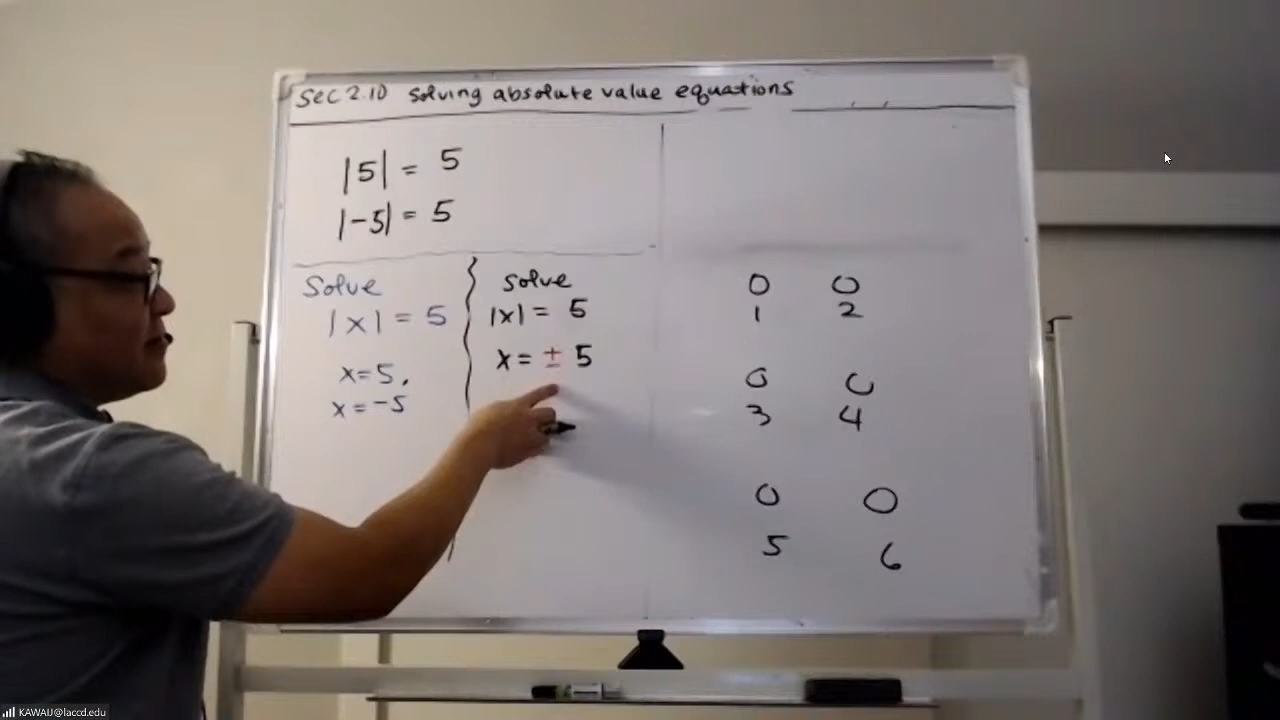 Sec 2.10 Solving absolute value equations
|5| = 5
|-5| = 5
Solve
|x| = 5
x=5,
x=-5
Solve
|x| = 5
x = ± 5
0 0
1 2
0 0
3 4
0 0
5 6
KAWAIJ@laccd.edu